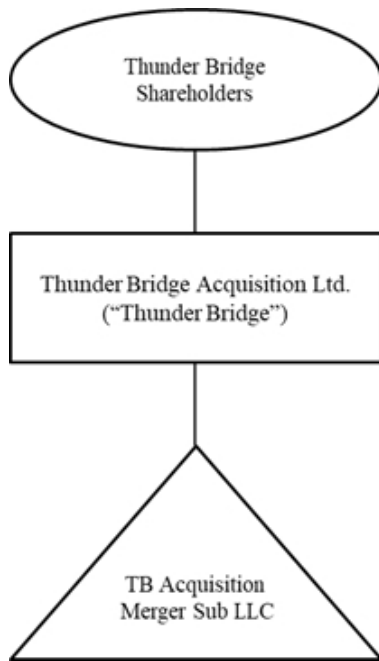 Thunder Bridge
Shareholders
Thunder Bridge Acquisition Ltd.
(“Thunder Bridge”)
TB Acquisition
Merger Sub LLC